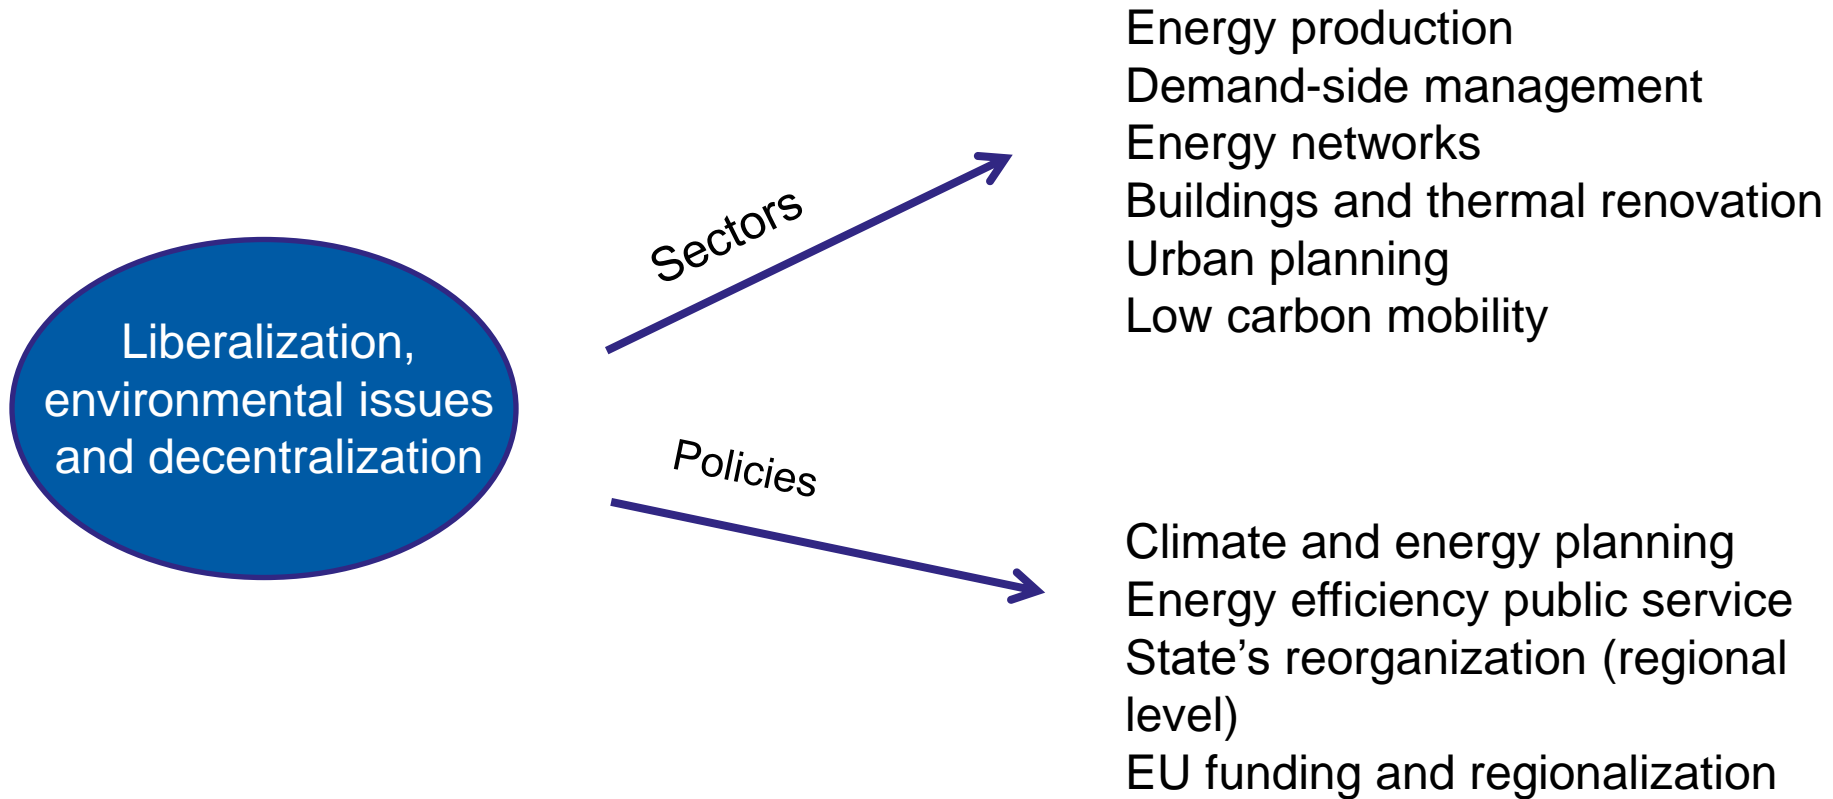 Liberalization,
environmental issues
and decentralization
Sectors
Energy production
Demand-side management
Energy networks
Buildings and thermal renovation
Urban planning
Low carbon mobility
Policies
Climate and energy planning
Energy efficiency public service
State’s reorganization (regional
level)
EU funding and regionalization